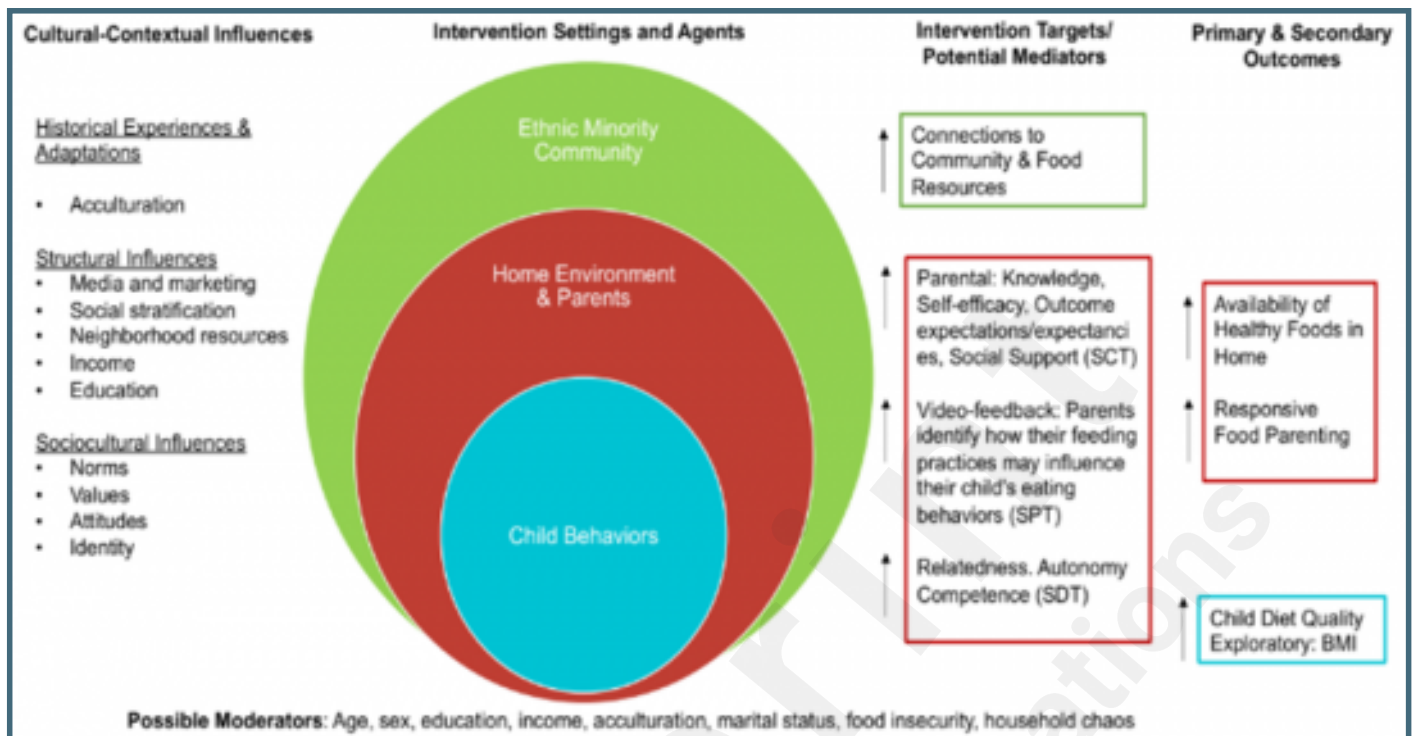 Cultural-Contextual Influences
Historical Experiences &
Adaptations
• Acculturation
Structural Influences
• Media and marketing
• Social stratification
• Neighborhood resources
• Income
• Education
Sociocultural Influences
• Norms
• Values
• Attitudes
• Identity
Intervention Settings and Agents
Ethnic Minority
Community
Home Environment
& Parents
Child Behaviors
Intervention Targets/
Potential Mediators
Connections to
Community & Food
Resources
Parental: Knowledge,
Self-efficacy, Outcome
expectations/expectanci
es, Social Support (SCT)
Video-feedback: Parents
identify how their feeding
practices may influence
their child's eating
behaviors (SPT)
Relatedness. Autonomy
Competence (SDT)
Primary & Secondary
Outcomes
Availability of
Healthy Foods in
Home
Responsive
Food Parenting
Child Diet Quality
Exploratory: BMI
Possible Moderators: Age, sex, education, income, acculturation, marital status, food insecurity, household chaos